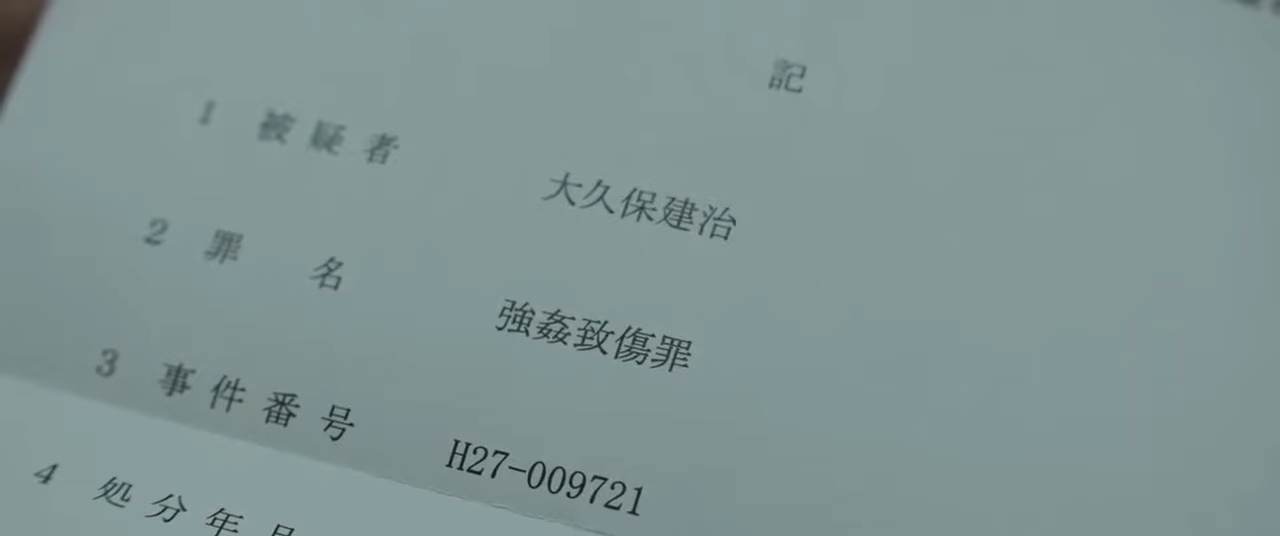 記
1 被疑者 大久保建治
2 罪名 強姦致傷罪
3 事件番号 H27-009721
4 処分年月